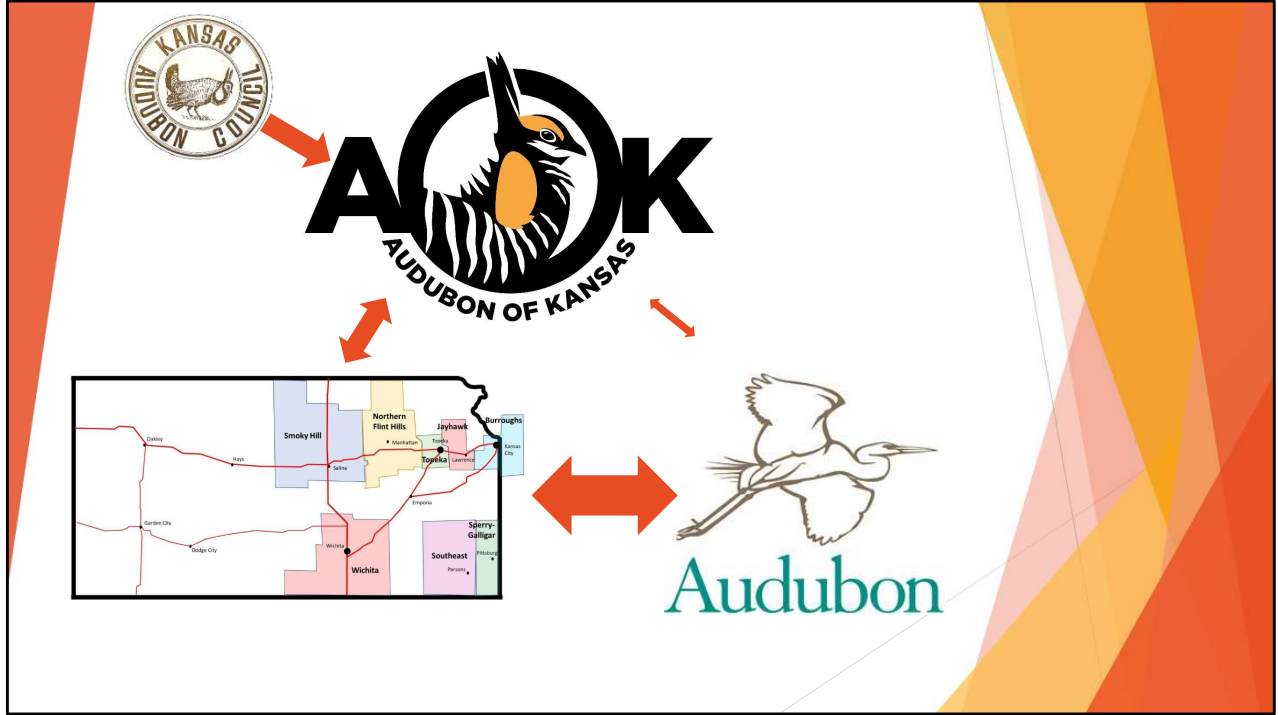 KANSAS
AUDUBON COUNCIL
A K
AUDUBON OF KANSAS
Northern
Flint Hills
Burroughs
Jayhawk
Smoky Hill
Manhattan
Topeka
Oakley
Kansas
City
Hays
Topeka
Lawrence
Salina
Emporia
Garden City
Sperry-
Galligar
Dodge City
Wichita
Southeast
Pittsburg
Wichita
Parsons
Audubon